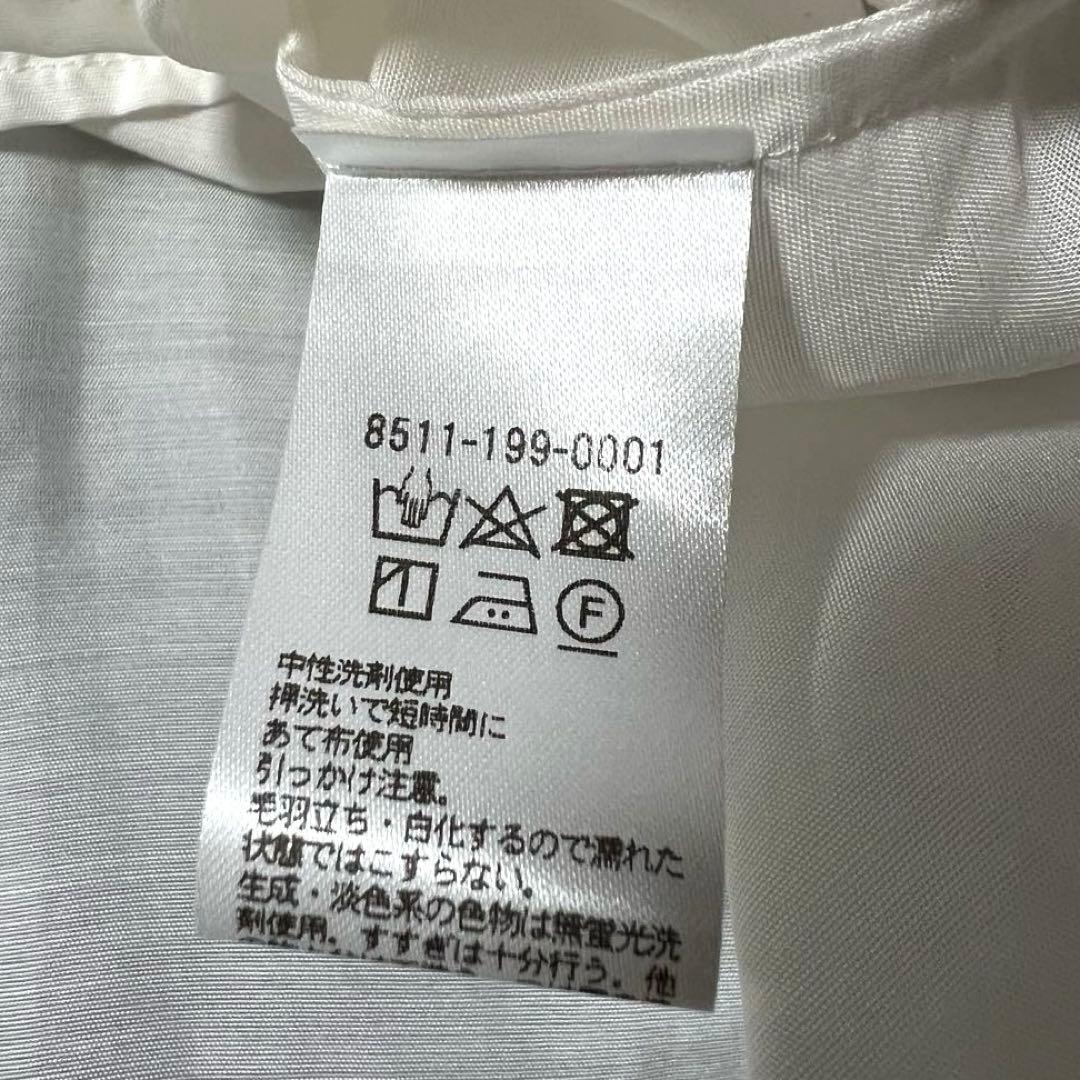 8511-199-0001
F
中性洗剤使用
押洗いで短時間に
あて布使用
引っかけ注意。
毛羽立ち・白化するので濡れた
状態ではこすらない。
生成・淡色系の色物は無蛍光洗
剤使用。すすぎは十分行う。他